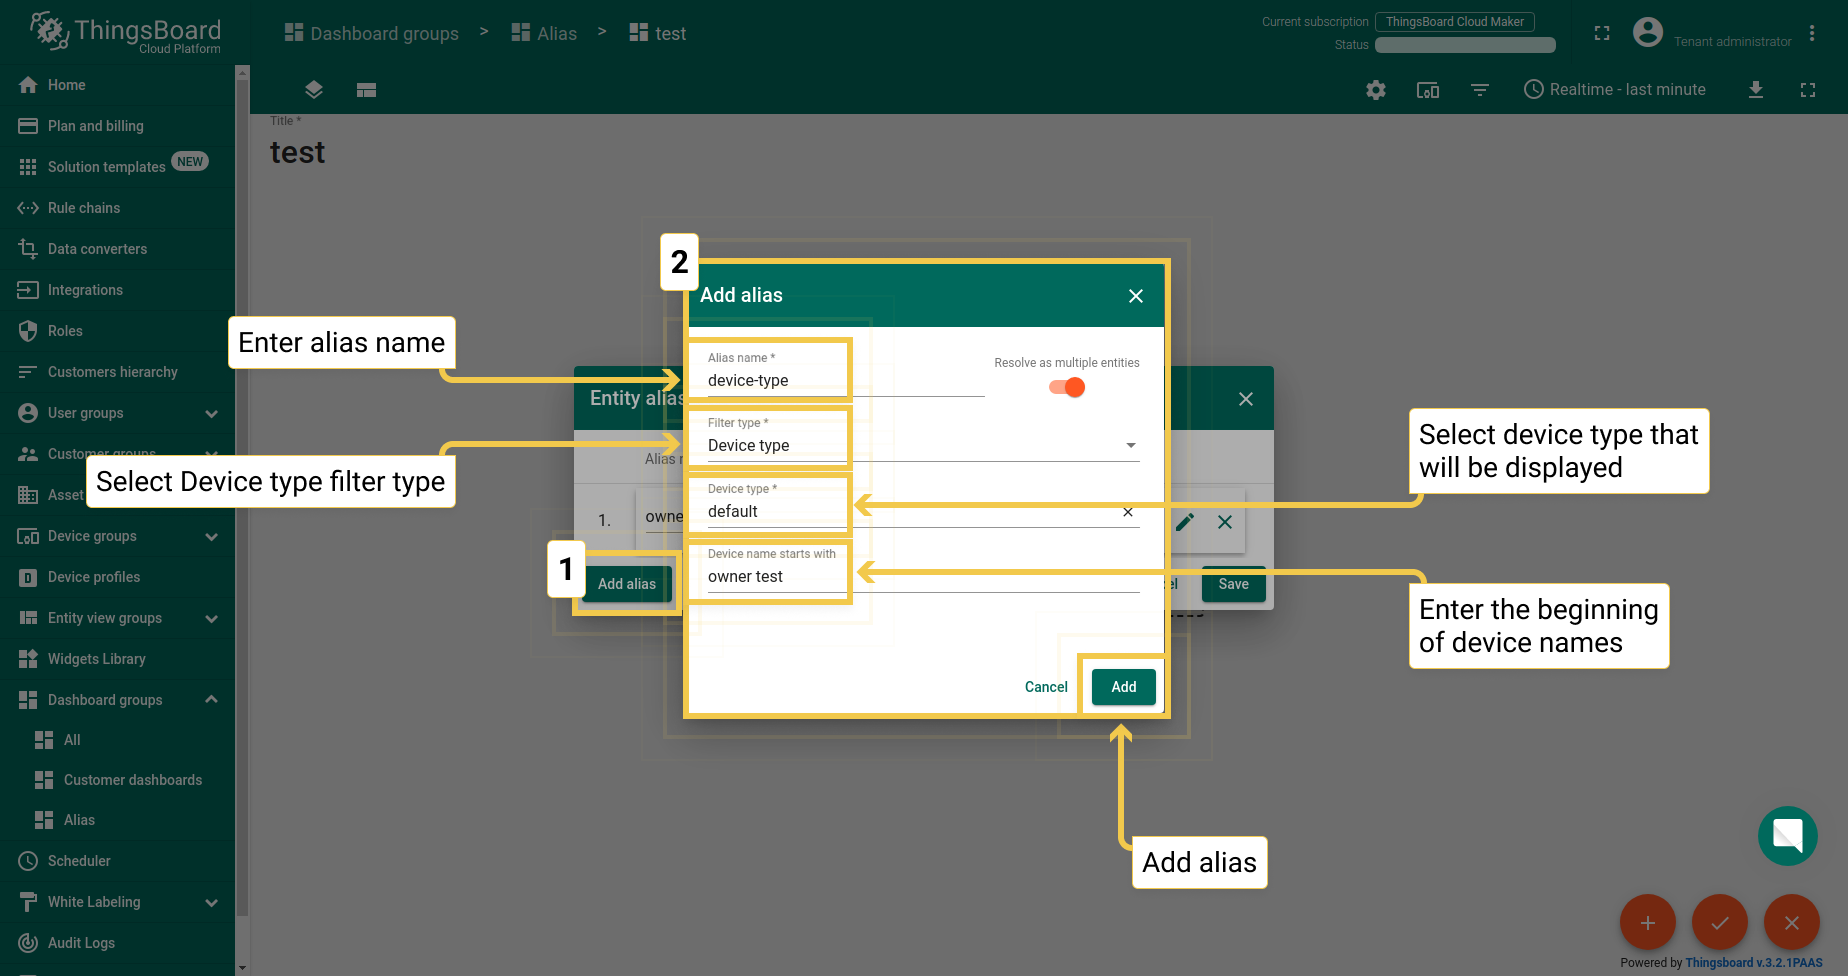 ThingsBoard
Cloud Platform
Dashboard groups > Alias > test
Current subscription ThingsBoard Cloud Maker
Status
Tenant administrator
Realtime - last minute
Home
Plan and billing
Solution templates NEW
Rule chains
Data converters
Integrations
Roles
Customers hierarchy
User groups
Customer groups
Asset
Device groups
Device profiles
Entity view groups
Widgets Library
Dashboard groups
All
Customer dashboards
Alias
Scheduler
White Labeling
Audit Logs
Title *
test
2
Add alias
Enter alias name
Alias name *
device-type
Resolve as multiple entities
Entity alias
Filter type *
Device type
Select Device type filter type
Alias
Select device type that
will be displayed
Device type *
default
1.
owne
Device name starts with
owner test
1
Add alias
Save
Enter the beginning
of device names
Cancel
Add
Add alias
Powered by Thingsboard v.3.2.1PAAS